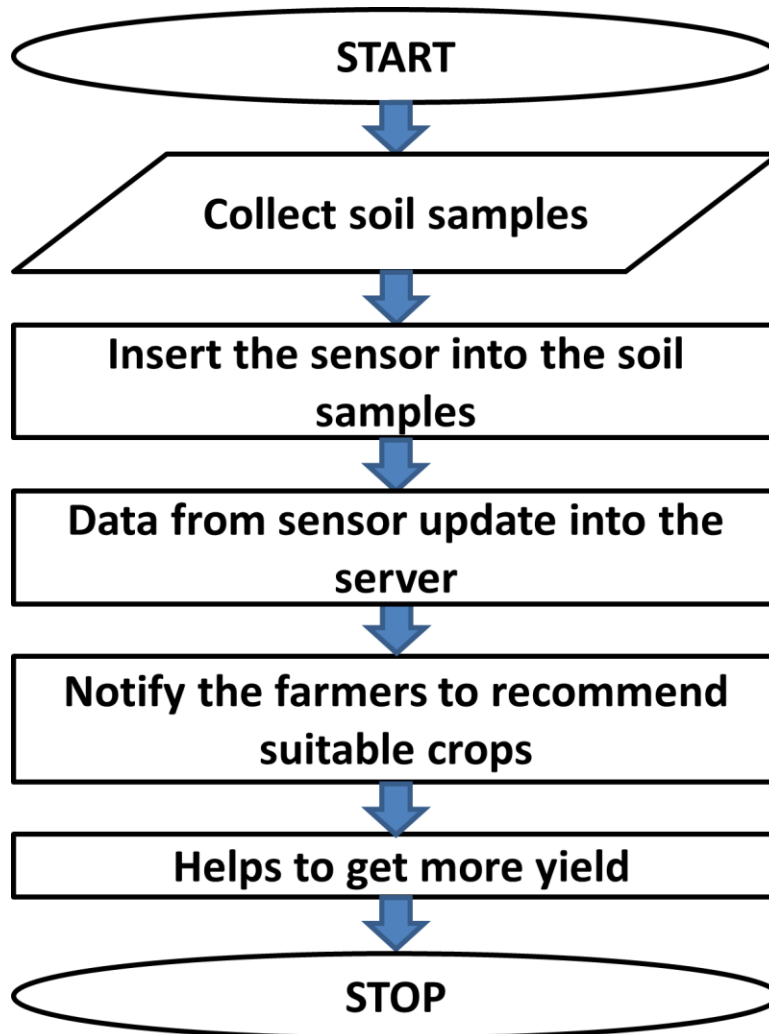 START
Collect soil samples
Insert the sensor into the soil
samples
Data from sensor update into the
server
Notify the farmers to recommend
suitable crops
Helps to get more yield
STOP